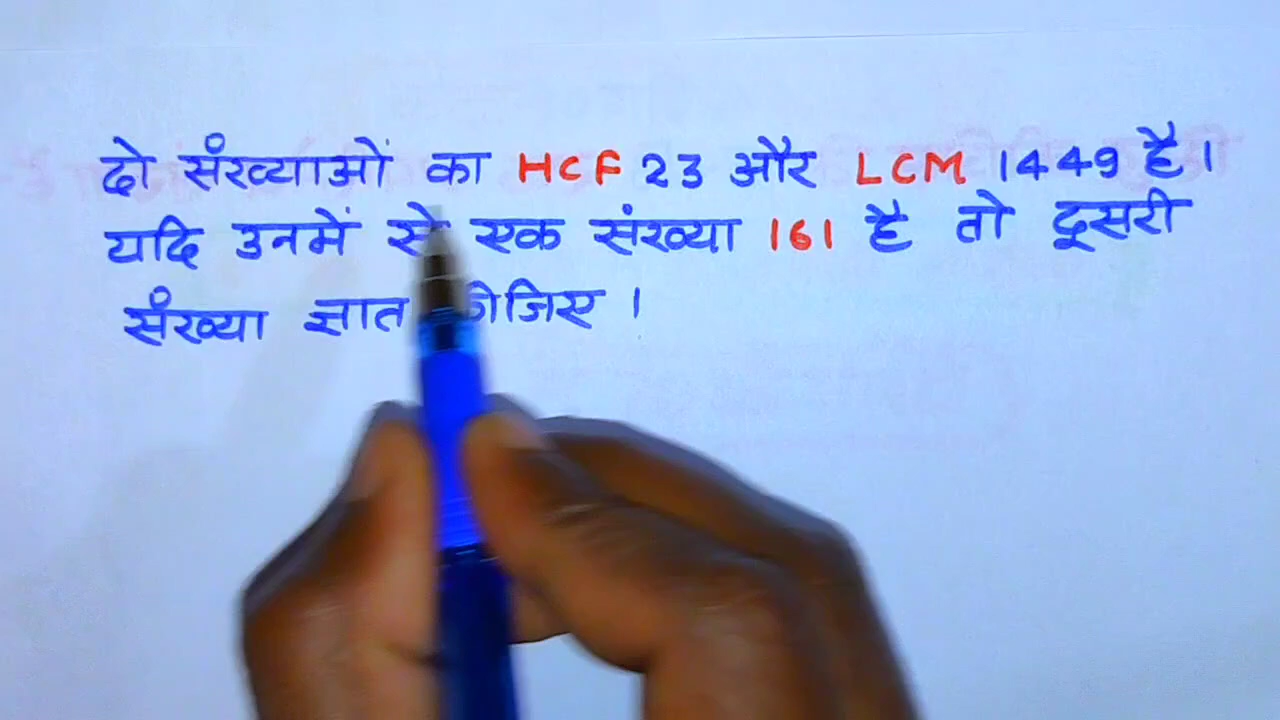 दो संख्याओं का HCF 23 और LCM 1449 है।
यदि उनमें से एक संख्या 161 है तो दूसरी
संख्या ज्ञात कीजिए।